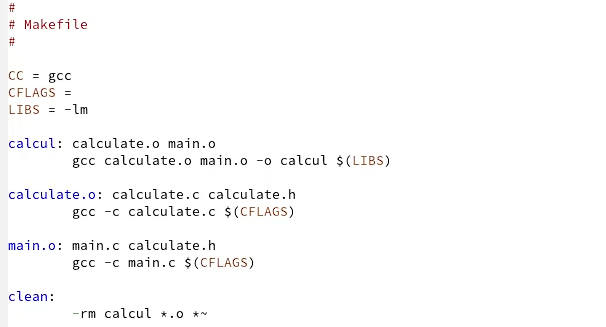 #
# Makefile
#
CC = gcc
CFLAGS =
LIBS = -lm
calcul: calculate.o main.o
gcc calculate.o main.o -o calcul $(LIBS)
calculate.o: calculate.c calculate.h
gcc -c calculate.c $(CFLAGS)
main.o: main.c calculate.h
gcc -c main.c $(CFLAGS)
clean:
-rm calcul *.o *~